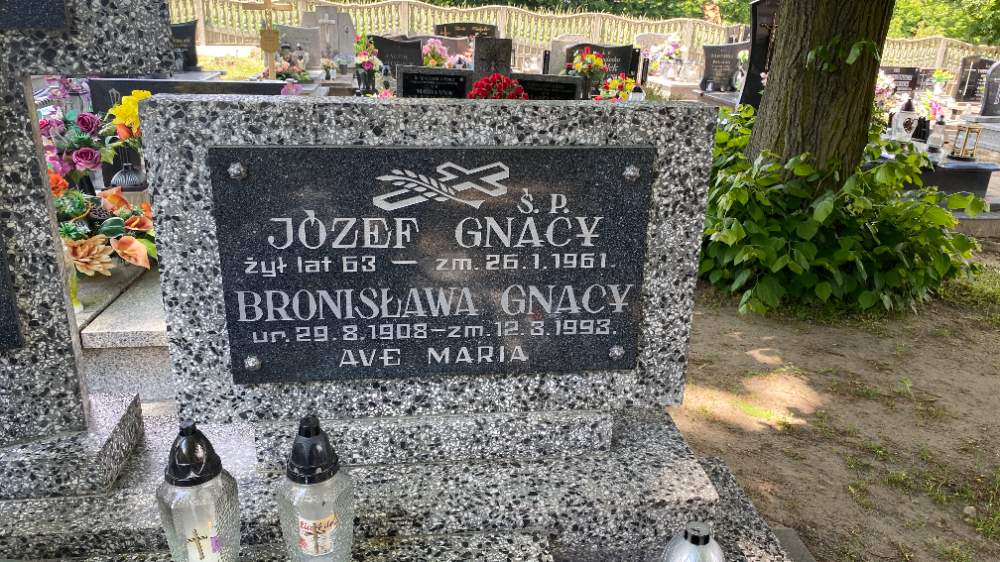 Ś. P.
JÓZEF GNACY
żył lat 63 — zm. 26.1.1961.
BRONISŁAWA GNACY
ur. 29.8.1908-zm.12.3.1993.
AVE MARIA